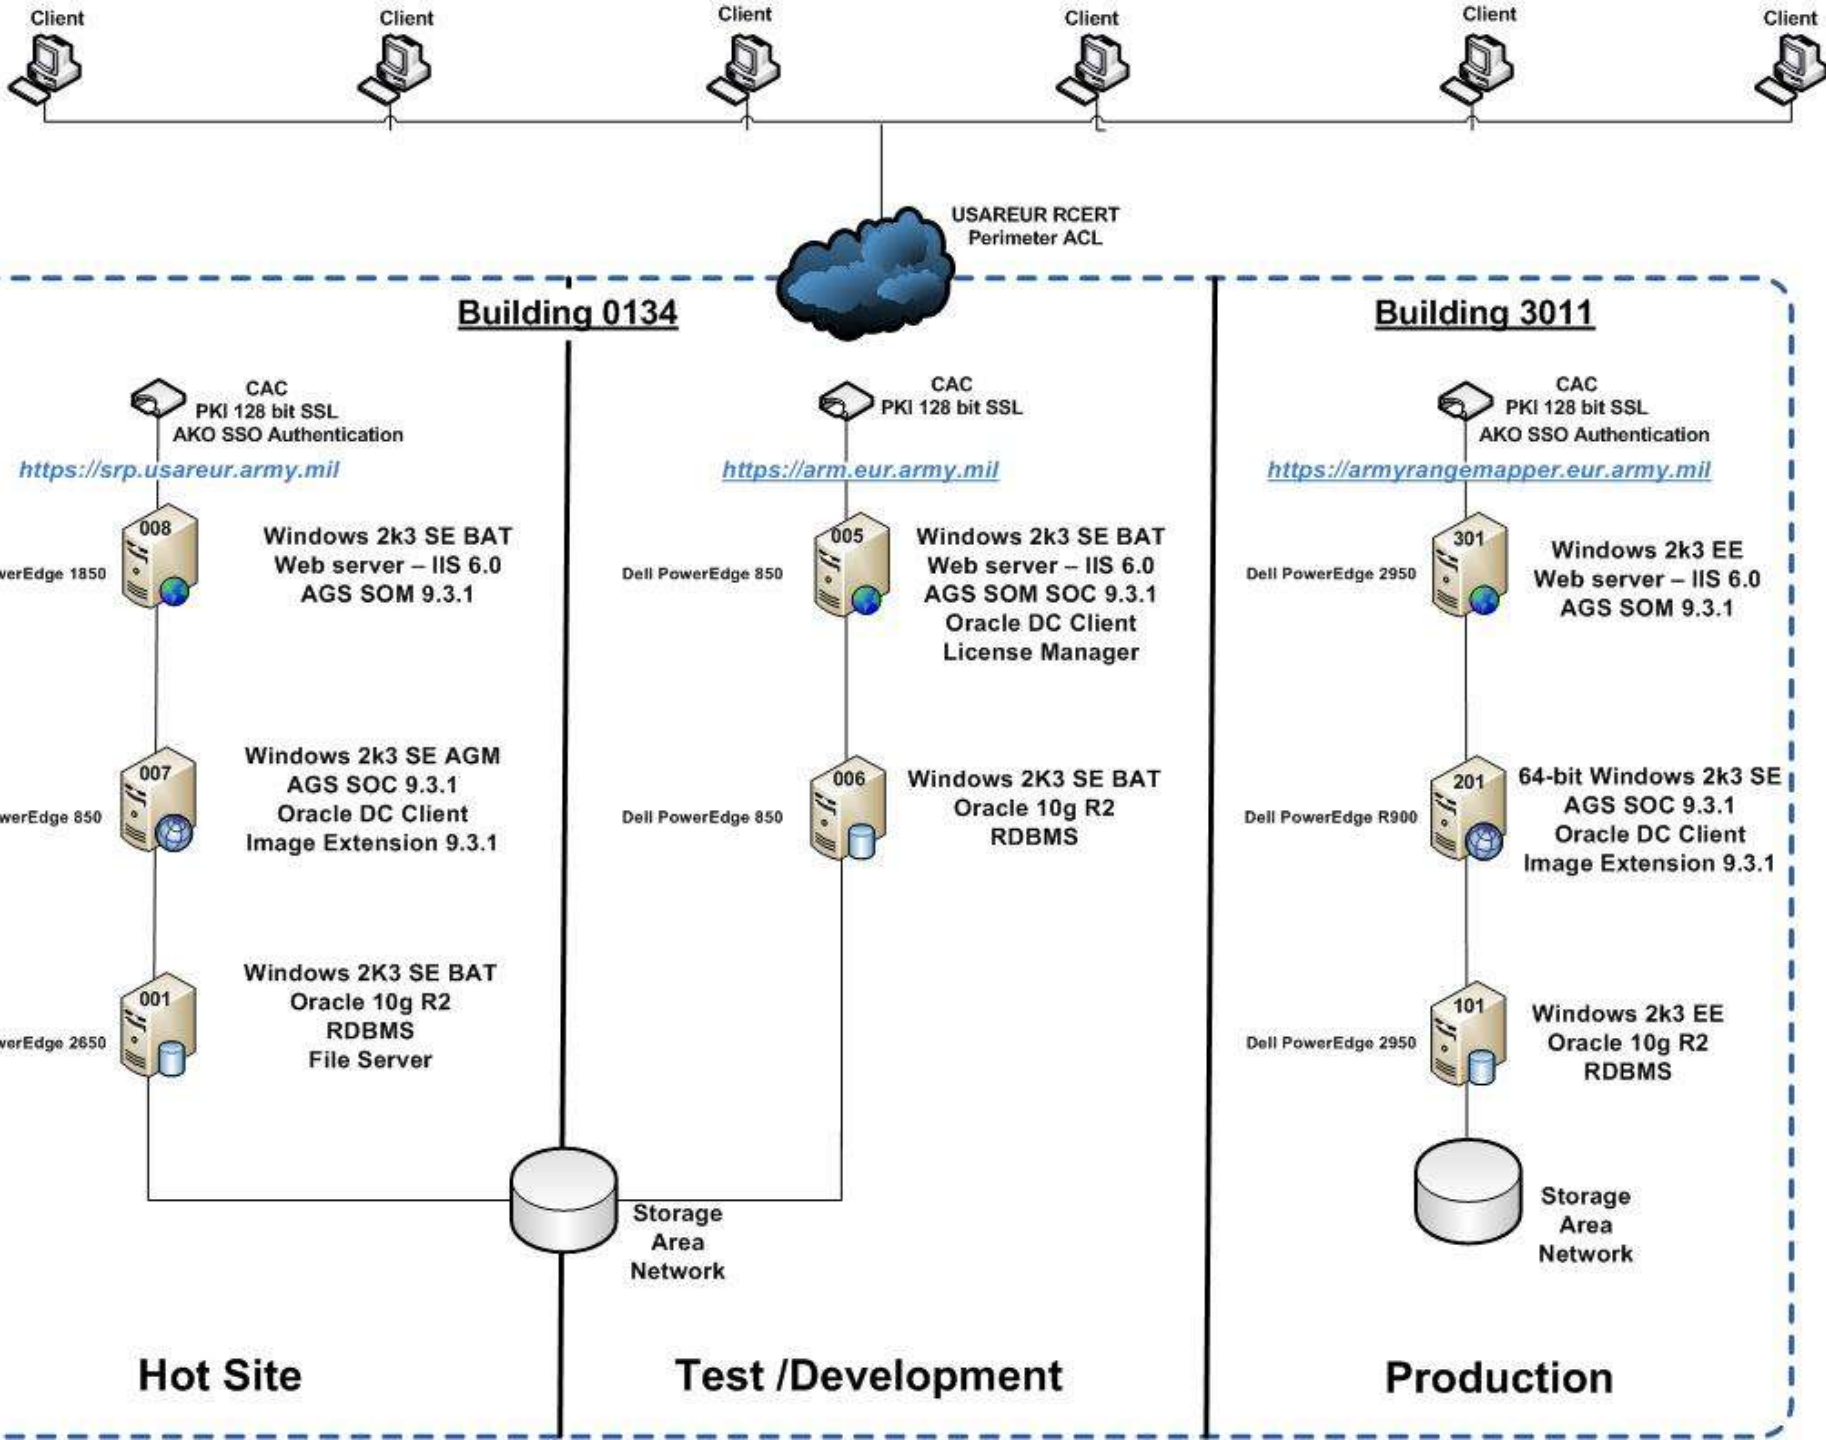 Client
Client
Client
Client
Client
Client
USAREUR RCERT
Perimeter ACL
Building 0134
Building 3011
CAC
PKI 128 bit SSL
AKO SSO Authentication
https://srp.usareur.army.mil
008
werEdge 1850
Windows 2k3 SE BAT
Web server – IIS 6.0
AGS SOM 9.3.1
007
werEdge 850
Windows 2k3 SE AGM
AGS SOC 9.3.1
Oracle DC Client
Image Extension 9.3.1
001
werEdge 2650
Windows 2K3 SE BAT
Oracle 10g R2
RDBMS
File Server
CAC
PKI 128 bit SSL
https://arm.eur.army.mil
005
Dell PowerEdge 850
Windows 2k3 SE BAT
Web server – IIS 6.0
AGS SOM SOC 9.3.1
Oracle DC Client
License Manager
006
Dell PowerEdge 850
Windows 2K3 SE BAT
Oracle 10g R2
RDBMS
Storage
Area
Network
CAC
PKI 128 bit SSL
AKO SSO Authentication
https://armyrangemapper.eur.army.mil
301
Dell PowerEdge 2950
Windows 2k3 EE
Web server – IIS 6.0
AGS SOM 9.3.1
201
Dell PowerEdge R900
64-bit Windows 2k3 SE
AGS SOC 9.3.1
Oracle DC Client
Image Extension 9.3.1
101
Dell PowerEdge 2950
Windows 2k3 EE
Oracle 10g R2
RDBMS
Storage
Area
Network
Hot Site
Test /Development
Production